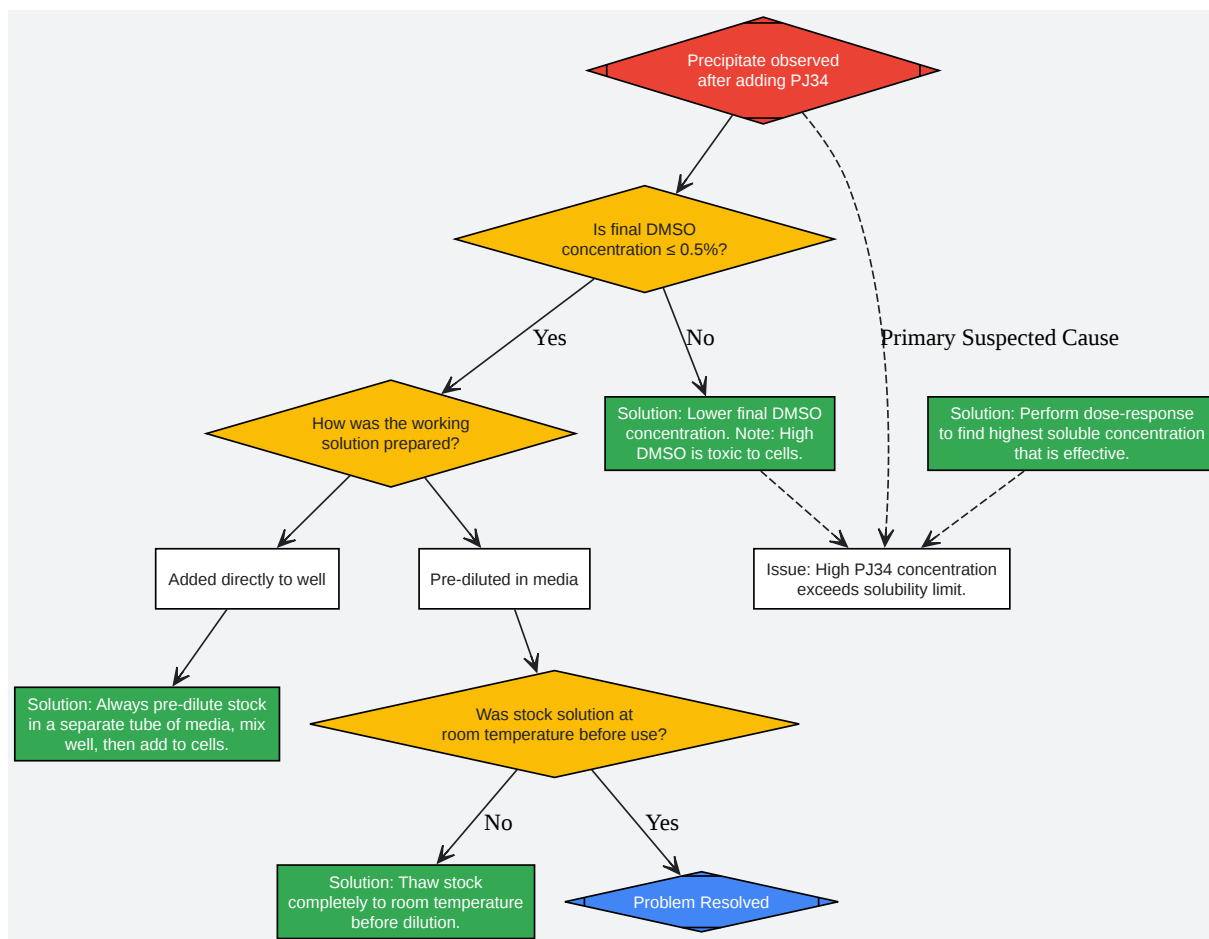 Precipitate observed
after adding PJ34
Is final DMSO
concentration ≤ 0.5%?
Yes
No
Primary Suspected Cause
How was the working
solution prepared?
Solution: Lower final DMSO
concentration. Note: High
DMSO is toxic to cells.
Solution: Perform dose-response
to find highest soluble concentration
that is effective.
Added directly to well
Pre-diluted in media
Issue: High PJ34 concentration
exceeds solubility limit.
Solution: Always pre-dilute stock
in a separate tube of media, mix
well, then add to cells.
Was stock solution at
room temperature before use?
No
Yes
Solution: Thaw stock
completely to room temperature
before dilution.
Problem Resolved